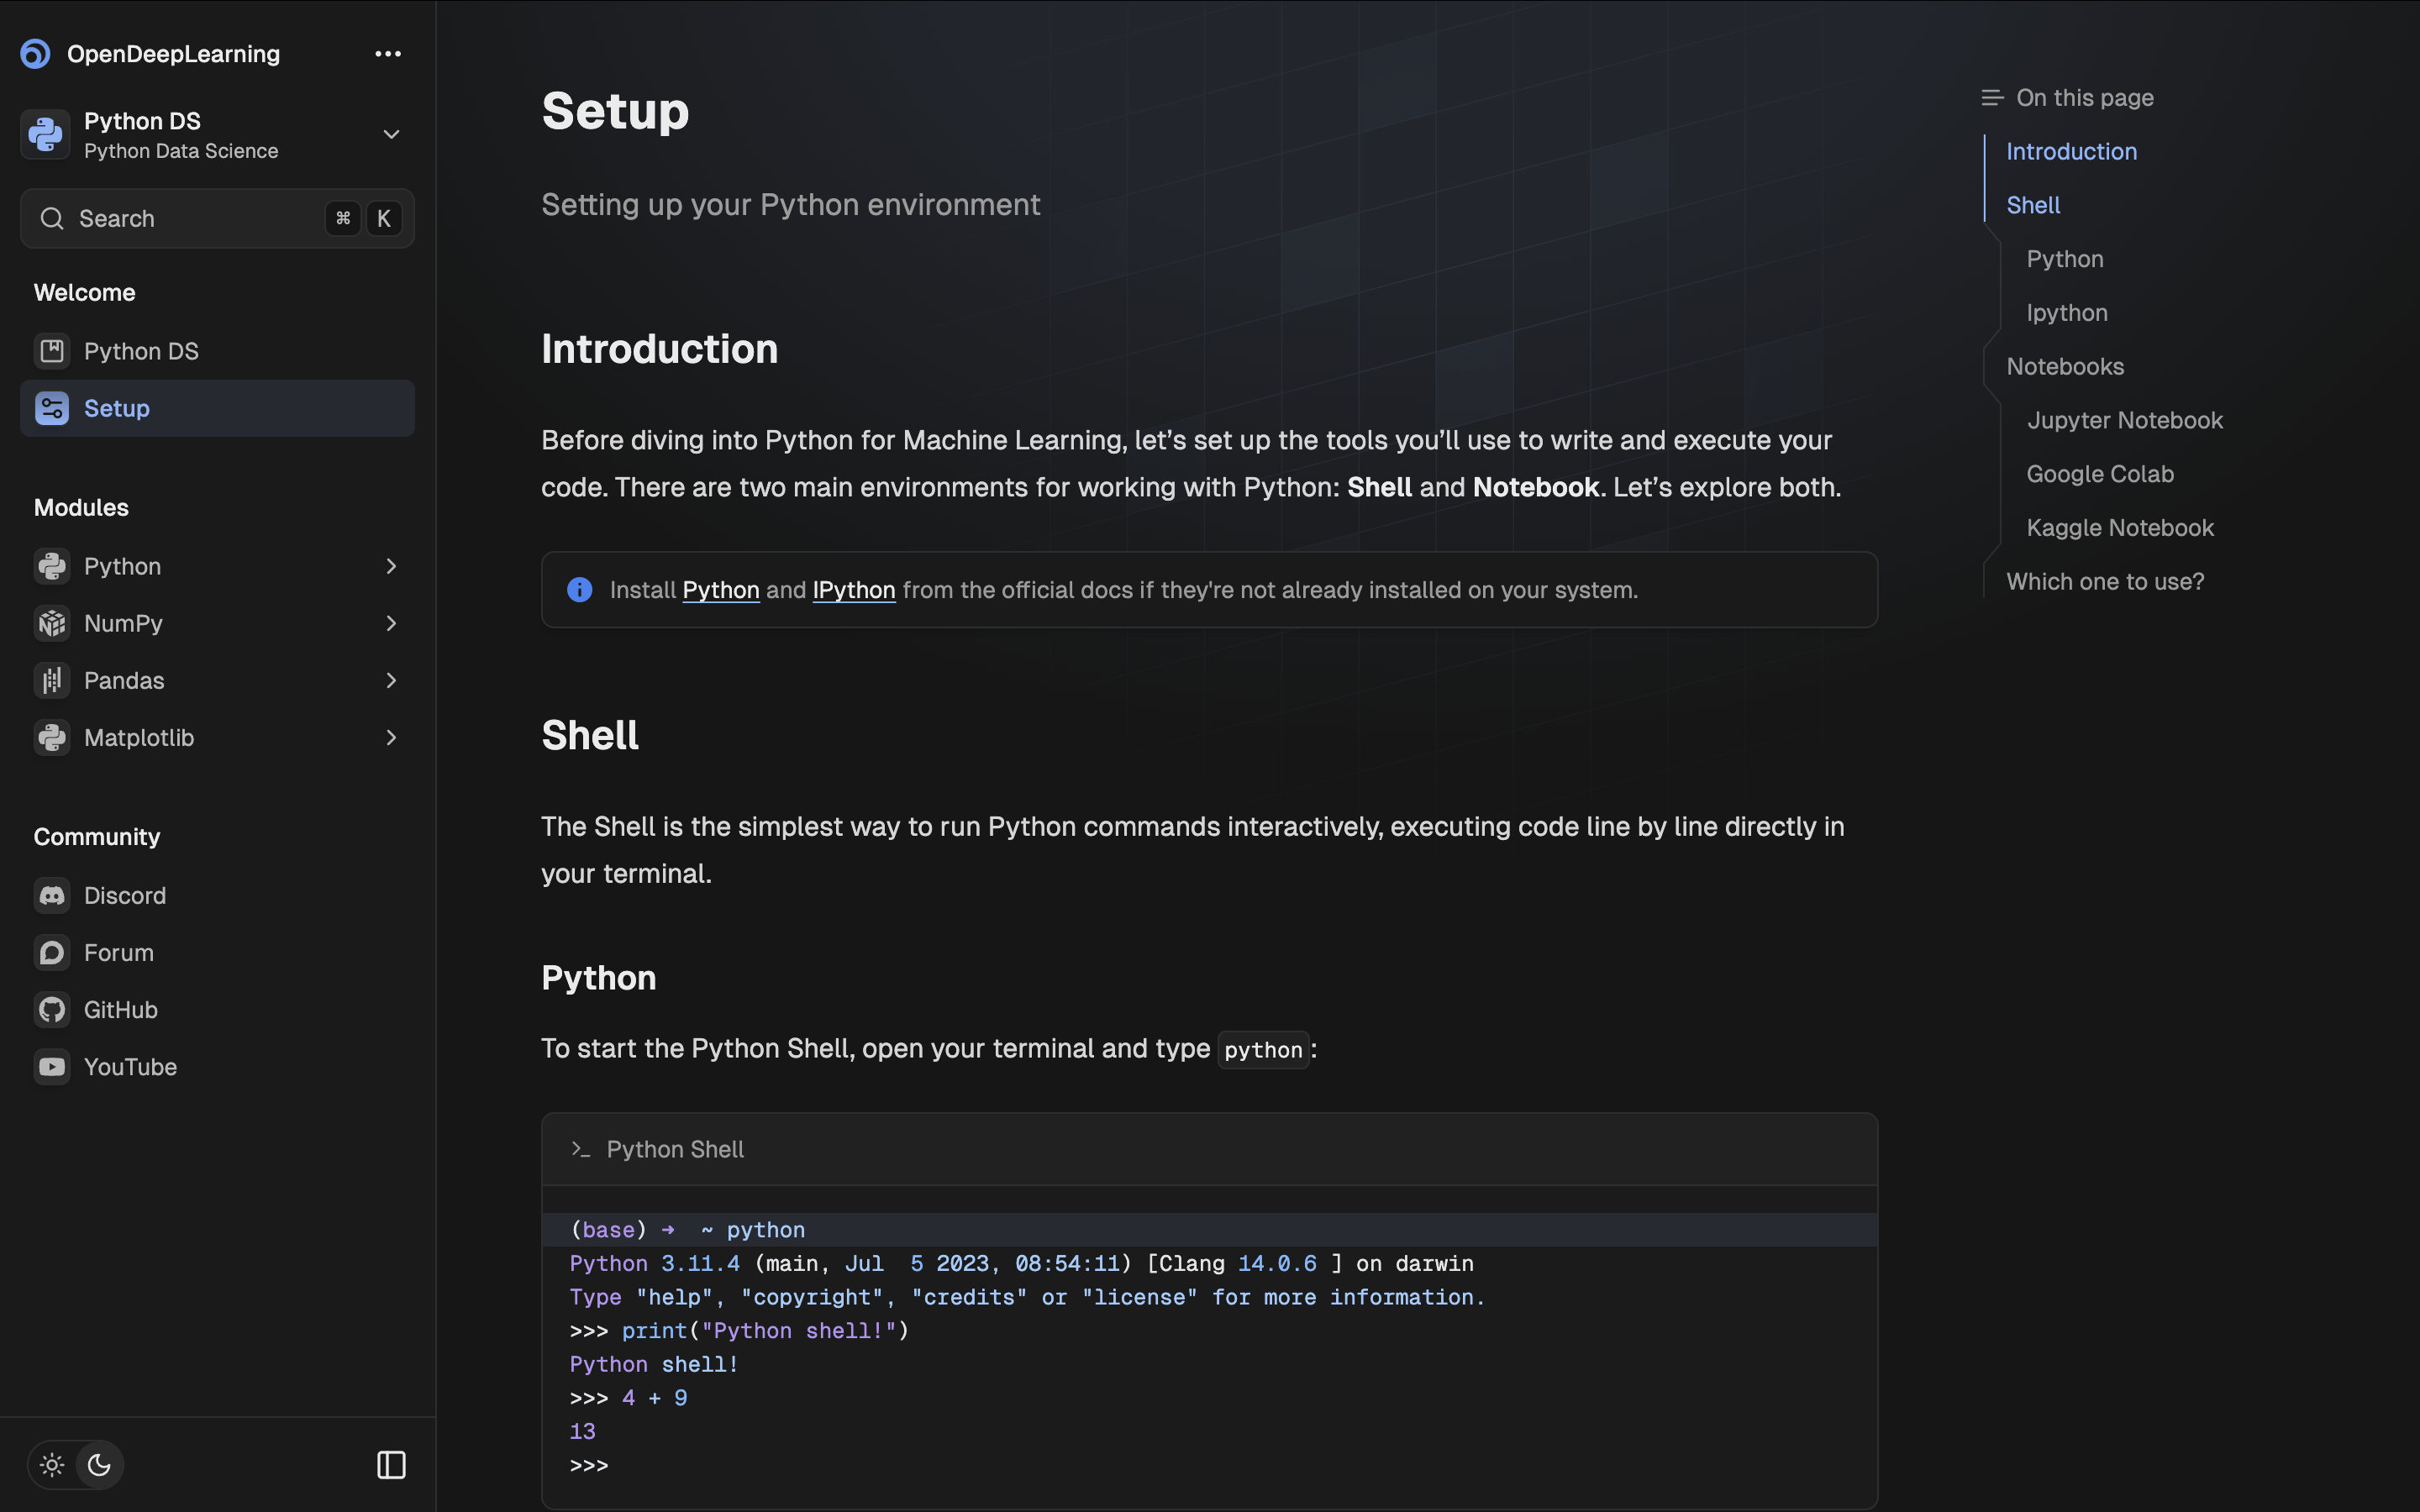 OpenDeepLearning
Python DS
Python Data Science
Search
⌘ K
Welcome
Python DS
Setup
Modules
Python
NumPy
Pandas
Matplotlib
Community
Discord
Forum
GitHub
YouTube
Setup
Setting up your Python environment
Introduction
Before diving into Python for Machine Learning, let’s set up the tools you’ll use to write and execute your
code. There are two main environments for working with Python: Shell and Notebook. Let’s explore both.
Install Python and IPython from the official docs if they're not already installed on your system.
Shell
The Shell is the simplest way to run Python commands interactively, executing code line by line directly in
your terminal.
Python
To start the Python Shell, open your terminal and type python:
Python Shell
(base) ➜  ~ python
Python 3.11.4 (main, Jul  5 2023, 08:54:11) [Clang 14.0.6 ] on darwin
Type "help", "copyright", "credits" or "license" for more information.
>>> print("Python shell!")
Python shell!
>>> 4 + 9
13
>>>
On this page
Introduction
Shell
Python
Ipython
Notebooks
Jupyter Notebook
Google Colab
Kaggle Notebook
Which one to use?